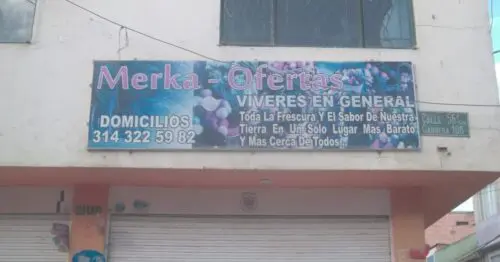 Merka - Ofertas
VIVERES EN GENERAL
DOMICILIOS
314 322 59 82
Toda La Frescura Y El Sabor De Nuestra
Tierra En Un Solo Lugar Mas Barato
Y Mas Cerca De Todos...